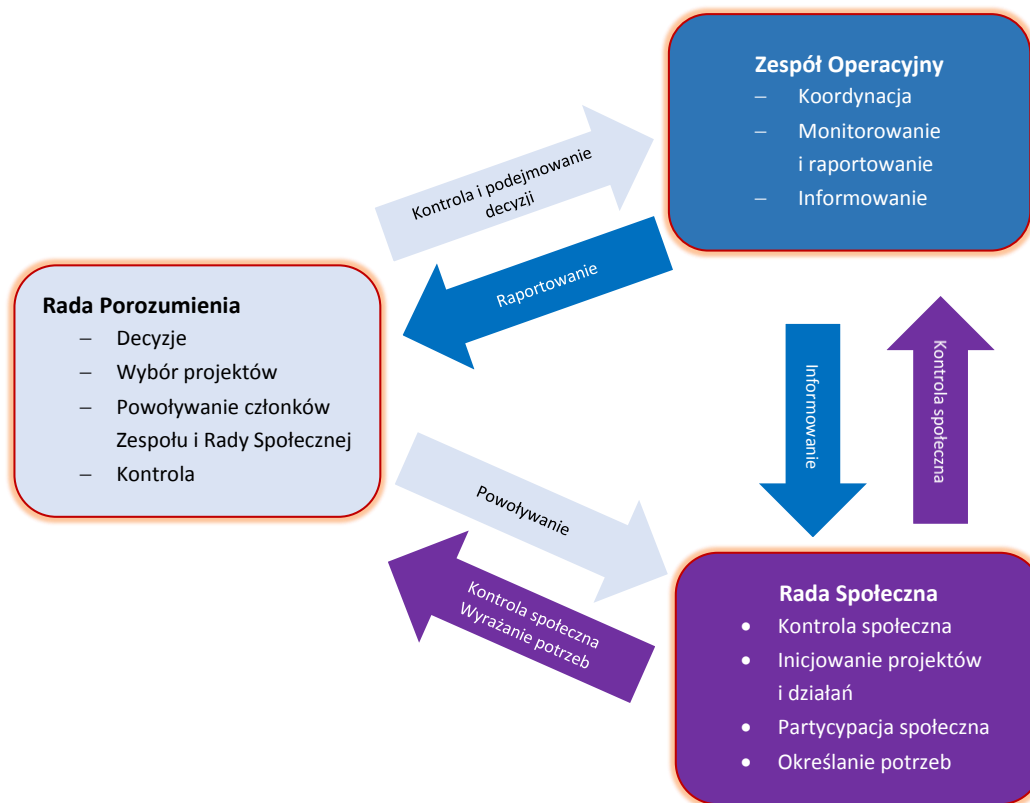 Zespół Operacyjny
– Koordynacja
– Monitorowanie
i raportowanie
– Informowanie
Kontrola i podejmowanie
decyzji
Raportowanie
Rada Porozumienia
– Decyzje
– Wybór projektów
– Powoływanie członków
Zespołu i Rady Społecznej
– Kontrola
Informowanie
Kontrola społeczna
Powoływanie
Kontrola społeczna
Wyrażanie potrzeb
Rada Społeczna
• Kontrola społeczna
• Inicjowanie projektów
i działań
• Partycypacja społeczna
• Określanie potrzeb